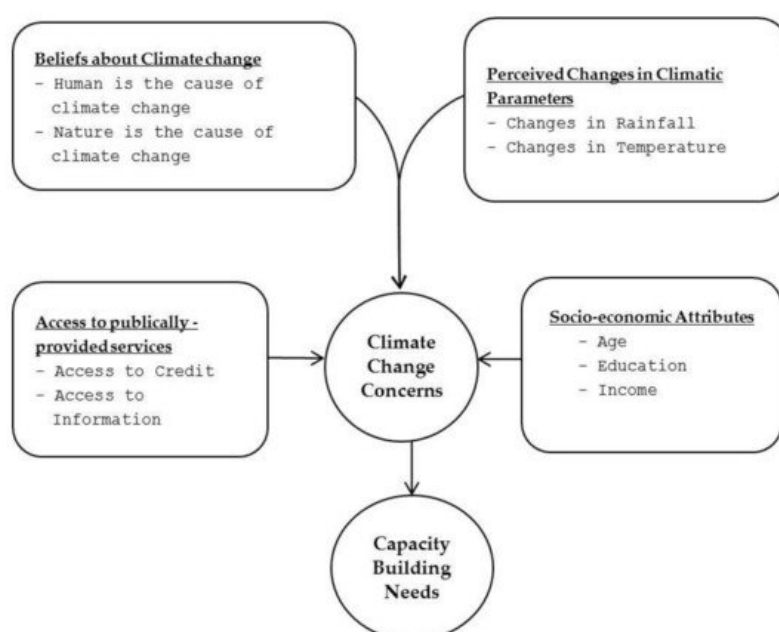 Beliefs about Climate change
- Human is the cause of
climate change
- Nature is the cause of
climate change
Perceived Changes in Climatic
Parameters
- Changes in Rainfall
- Changes in Temperature
Access to publically -
provided services
- Access to Credit
- Access to
Information
Climate
Change
Concerns
Socio-economic Attributes
- Age
- Education
- Income
Capacity
Building
Needs